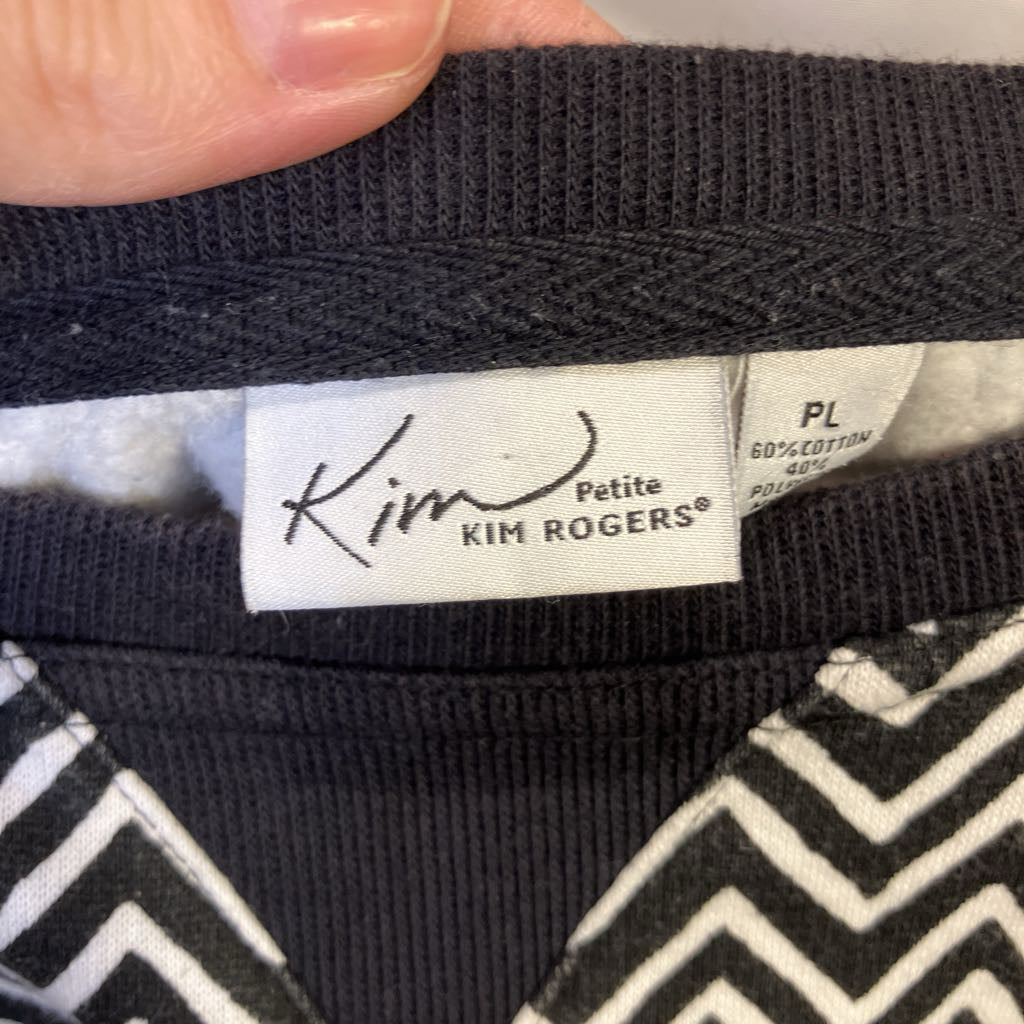 Kim
Petite
KIM ROGERS®
PL
60% COTTON
40%